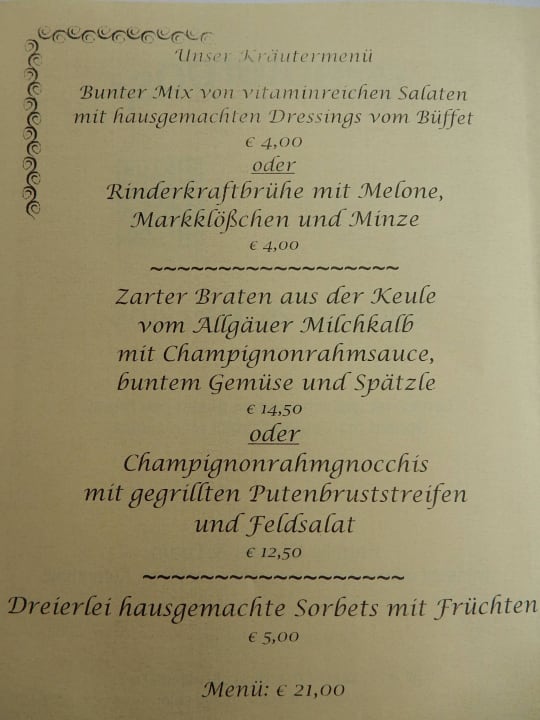 Unser Kräutermenü
Bunter Mix von vitaminreichen Salaten
mit hausgemachten Dressings vom Büffet
€ 4,00
oder
Rinderkraftbrühe mit Melone,
Markklößchen und Minze
€ 4,00
~~~~~~~~~~~~~~~~~~
Zarter Braten aus der Keule
vom Allgäuer Milchkalb
mit Champignonrahmsauce,
buntem Gemüse und Spätzle
€ 14,50
oder
Champignonrahmgnocchis
mit gegrillten Putenbruststreifen
und Feldsalat
€ 12,50
~~~~~~~~~~~~~~~~~~
Dreierlei hausgemachte Sorbets mit Früchten
€ 5,00
Menü: € 21,00